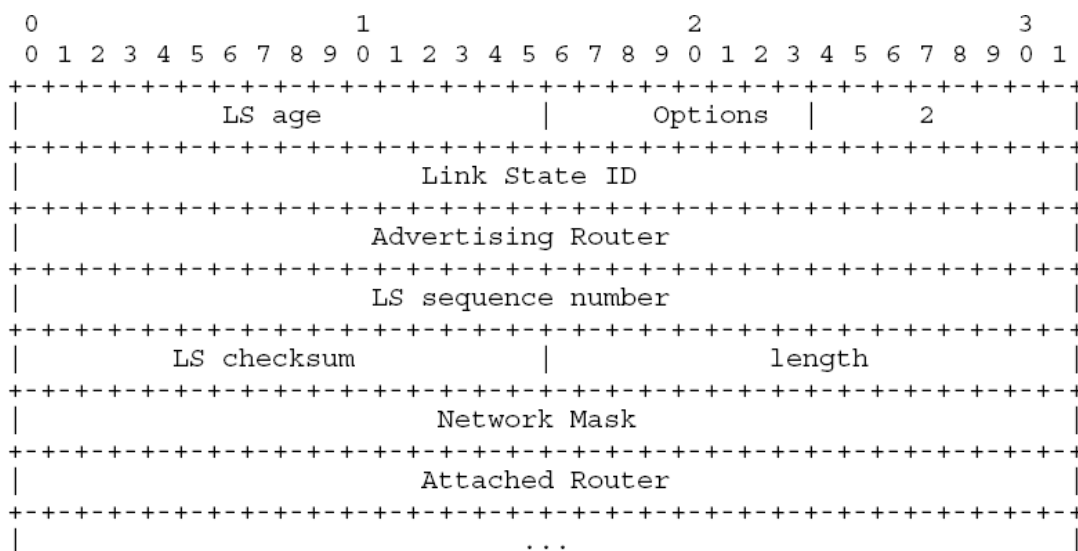 0                   1                   2                   3
0 1 2 3 4 5 6 7 8 9 0 1 2 3 4 5 6 7 8 9 0 1 2 3 4 5 6 7 8 9 0 1
+-+-+-+-+-+-+-+-+-+-+-+-+-+-+-+-+-+-+-+-+-+-+-+-+-+-+-+-+-+-+-+-+
| LS age | Options | 2 |
+-+-+-+-+-+-+-+-+-+-+-+-+-+-+-+-+-+-+-+-+-+-+-+-+-+-+-+-+-+-+-+-+
| Link State ID |
+-+-+-+-+-+-+-+-+-+-+-+-+-+-+-+-+-+-+-+-+-+-+-+-+-+-+-+-+-+-+-+-+
| Advertising Router |
+-+-+-+-+-+-+-+-+-+-+-+-+-+-+-+-+-+-+-+-+-+-+-+-+-+-+-+-+-+-+-+-+
| LS sequence number |
+-+-+-+-+-+-+-+-+-+-+-+-+-+-+-+-+-+-+-+-+-+-+-+-+-+-+-+-+-+-+-+-+
| LS checksum | length |
+-+-+-+-+-+-+-+-+-+-+-+-+-+-+-+-+-+-+-+-+-+-+-+-+-+-+-+-+-+-+-+-+
| Network Mask |
+-+-+-+-+-+-+-+-+-+-+-+-+-+-+-+-+-+-+-+-+-+-+-+-+-+-+-+-+-+-+-+-+
| Attached Router |
+-+-+-+-+-+-+-+-+-+-+-+-+-+-+-+-+-+-+-+-+-+-+-+-+-+-+-+-+-+-+-+-+
| ... |